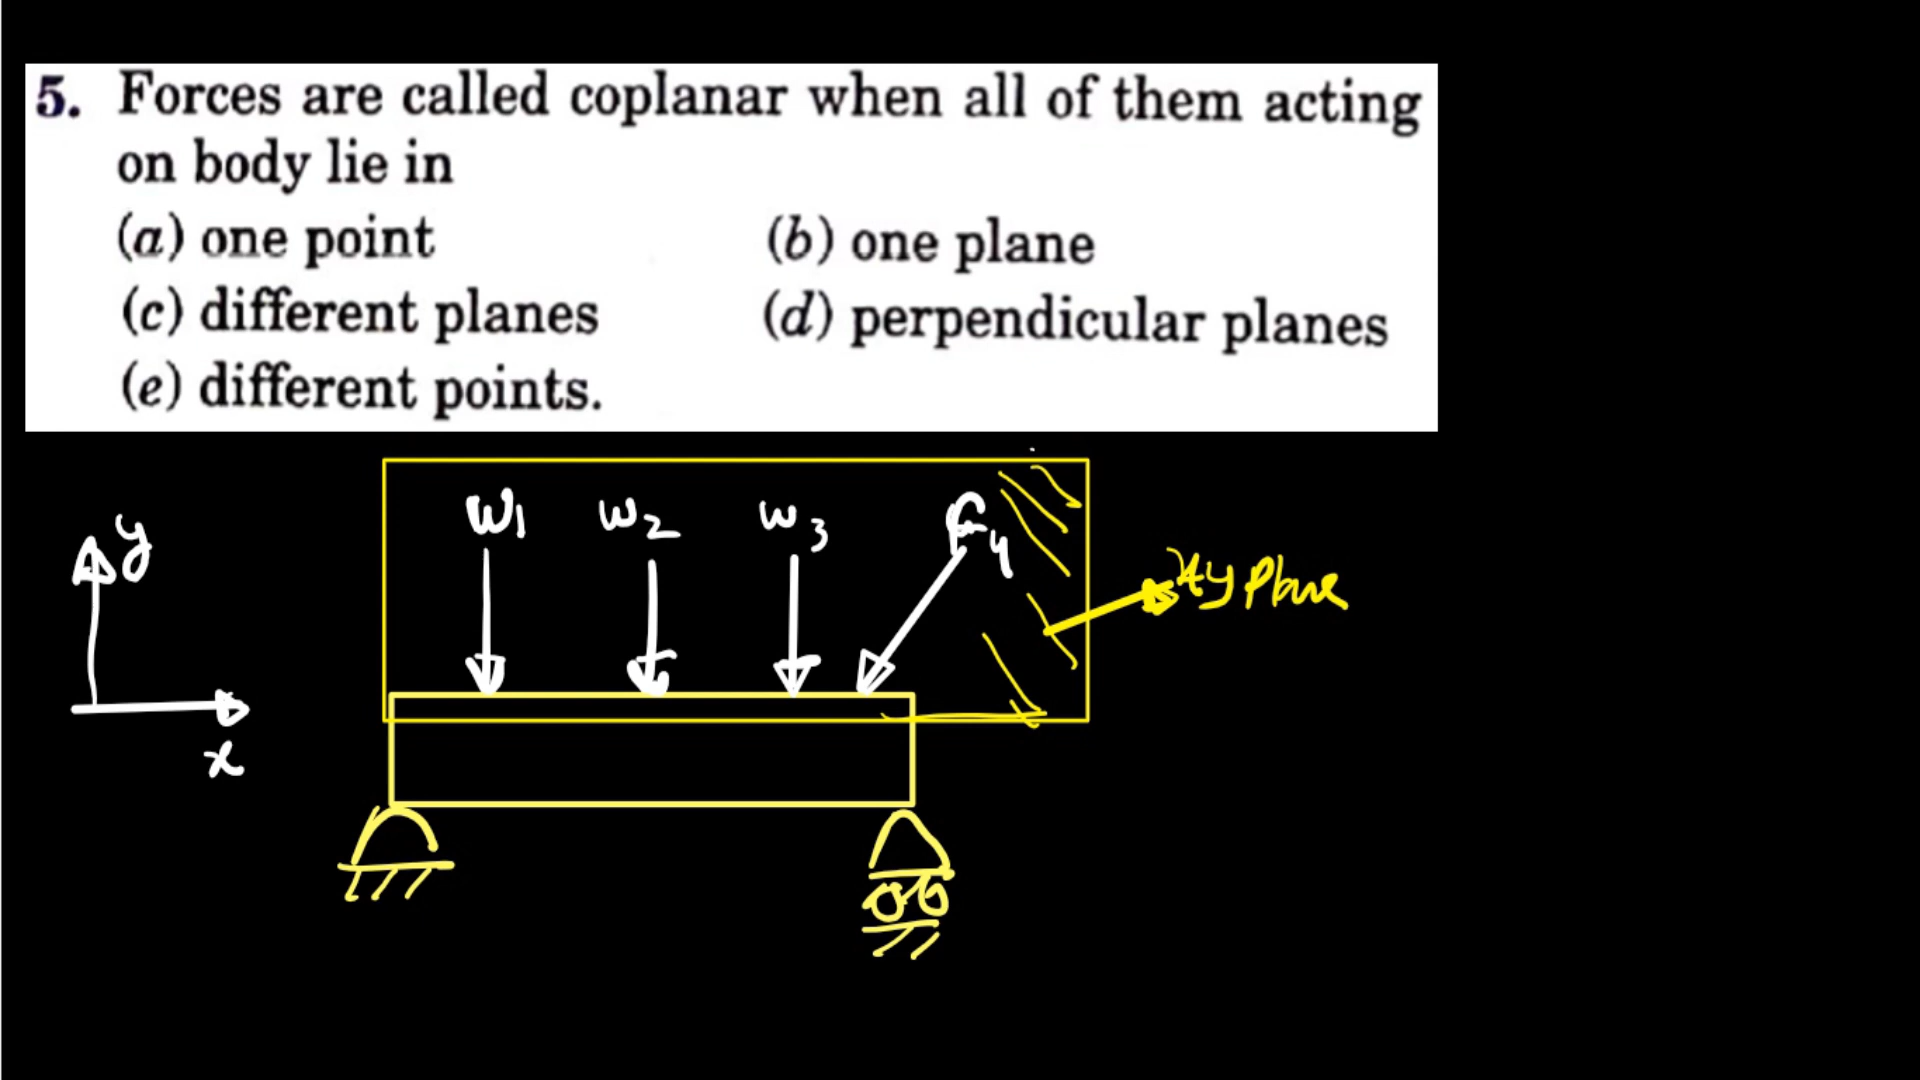 5. Forces are called coplanar when all of them acting
on body lie in
(a) one point (b) one plane
(c) different planes (d) perpendicular planes
(e) different points.
W1 W2 W3 F4
y
xy Plane
x